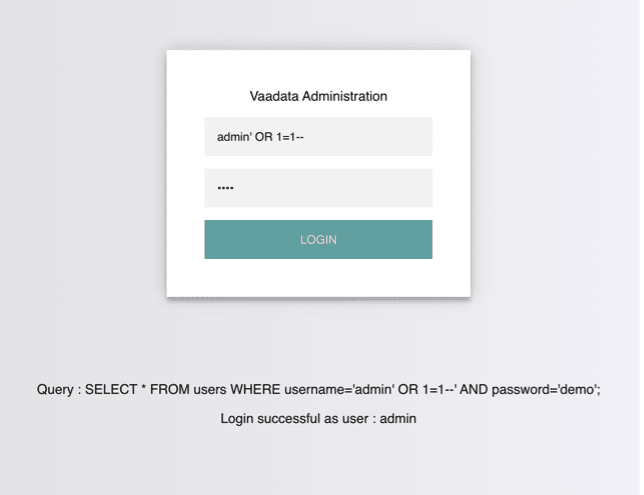 Vaadata Administration
admin' OR 1=1--
••••
LOGIN
Query : SELECT * FROM users WHERE username='admin' OR 1=1--' AND password='demo';
Login successful as user : admin